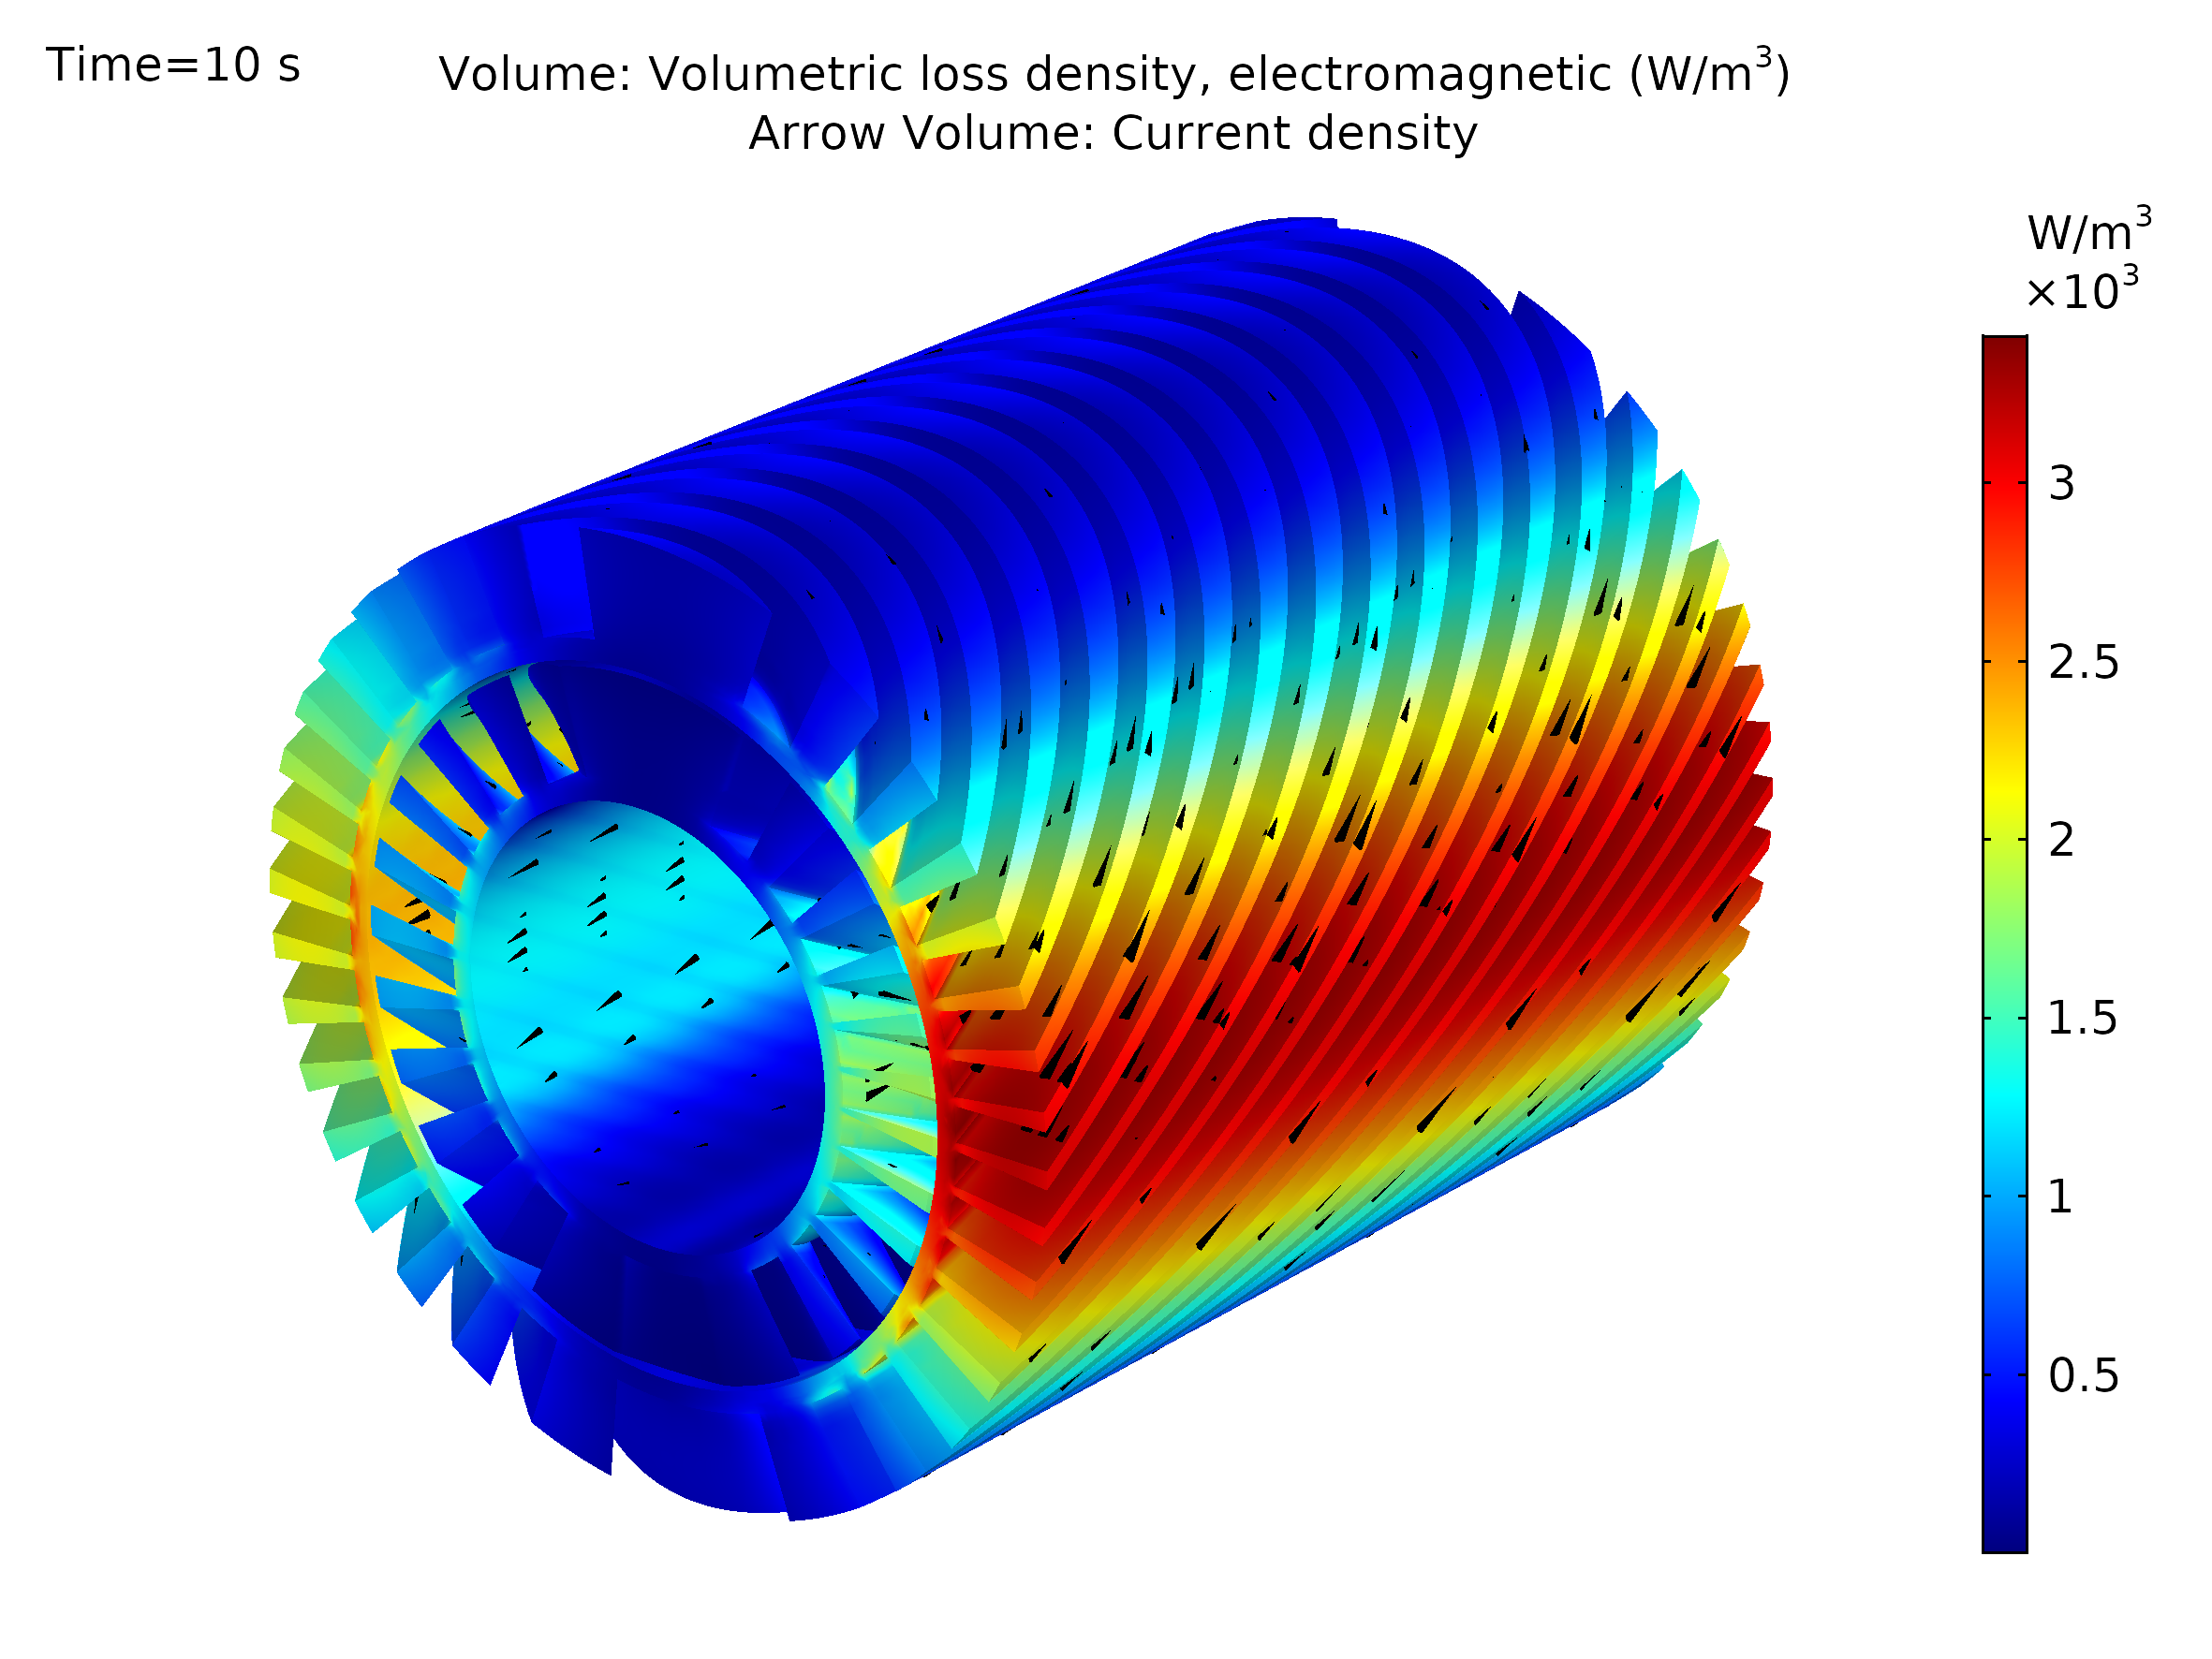 Time=10 s
Volume: Volumetric loss density, electromagnetic (W/m³)
Arrow Volume: Current density
W/m³
×10³
3
2.5
2
1.5
1
0.5